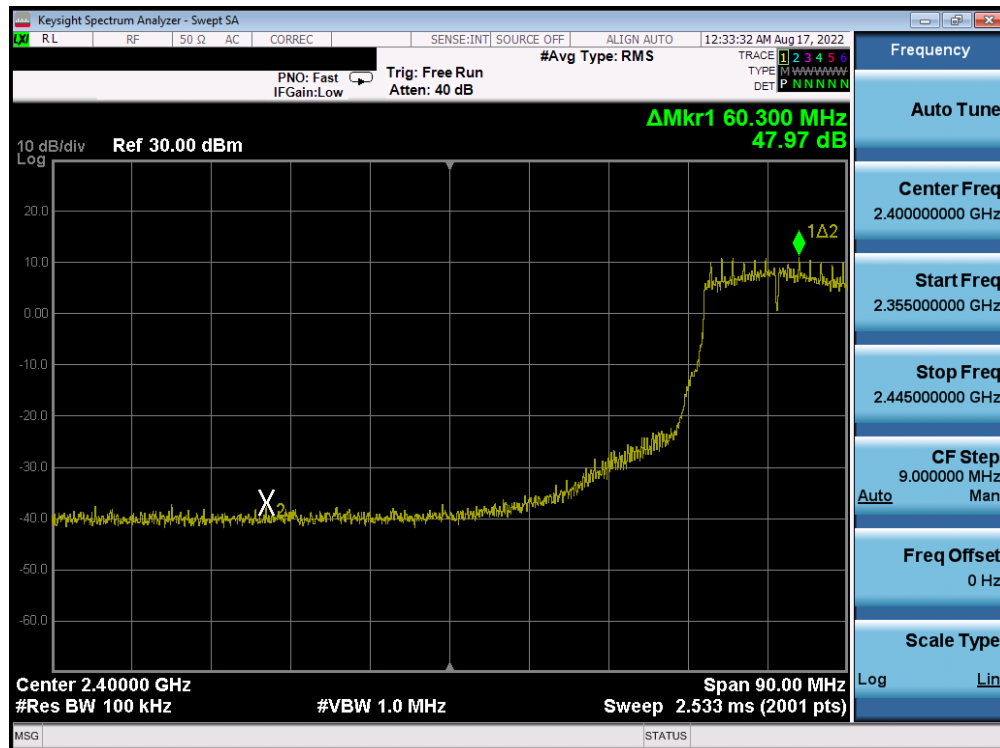 Keysight Spectrum Analyzer - Swept SA
LXI RL RF 50 Ω AC CORREC SENSE:INT SOURCE OFF ALIGN AUTO 12:33:32 AM Aug 17, 2022
PNO: Fast
IFGain:Low
Trig: Free Run
Atten: 40 dB
#Avg Type: RMS
TRACE 1 2 3 4 5 6
TYPE M W W W W W
DET P N N N N N
ΔMkr1 60.300 MHz
47.97 dB
10 dB/div Ref 30.00 dBm
Log
20.0
1Δ2
10.0
0.00
-10.0
-20.0
-30.0
X2
-40.0
-50.0
-60.0
Center 2.40000 GHz Span 90.00 MHz
#Res BW 100 kHz #VBW 1.0 MHz Sweep 2.533 ms (2001 pts)
MSG STATUS
Frequency
Auto Tune
Center Freq
2.400000000 GHz
Start Freq
2.355000000 GHz
Stop Freq
2.445000000 GHz
CF Step
9.000000 MHz
Auto Man
Freq Offset
0 Hz
Scale Type
Log Lin